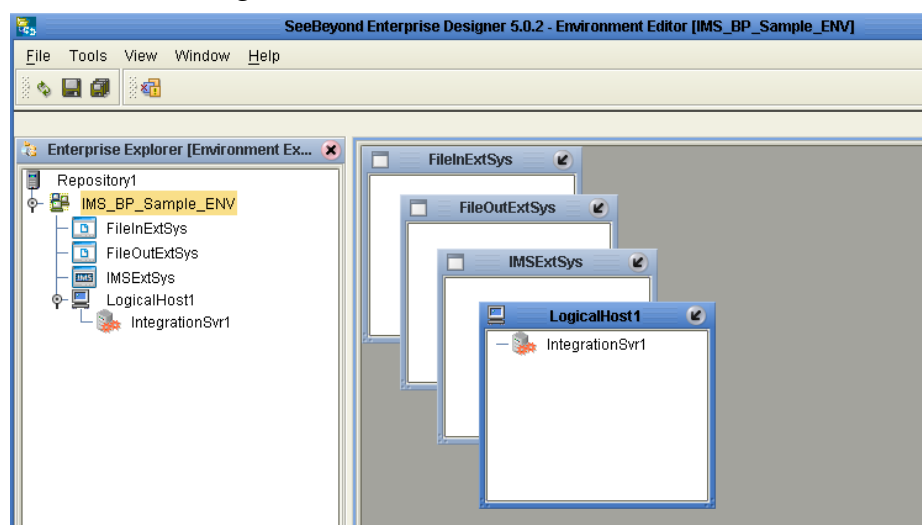 SeeBeyond Enterprise Designer 5.0.2 - Environment Editor [IMS_BP_Sample_ENV]
File Tools View Window Help
Enterprise Explorer [Environment Ex...
Repository1
IMS_BP_Sample_ENV
FileInExtSys
FileOutExtSys
IMS IMSExtSys
LogicalHost1
IntegrationSvr1
FileInExtSys
FileOutExtSys
IMSExtSys
LogicalHost1
IntegrationSvr1